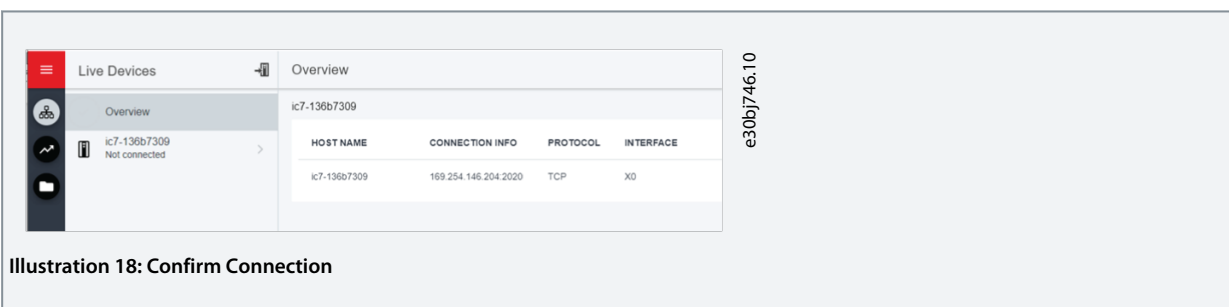 Live Devices
Overview
Overview
ic7-136b7309
Not connected
ic7-136b7309
HOST NAME CONNECTION INFO PROTOCOL INTERFACE
ic7-136b7309 169.254.146.204:2020 TCP X0
e30bj746.10
Illustration 18: Confirm Connection